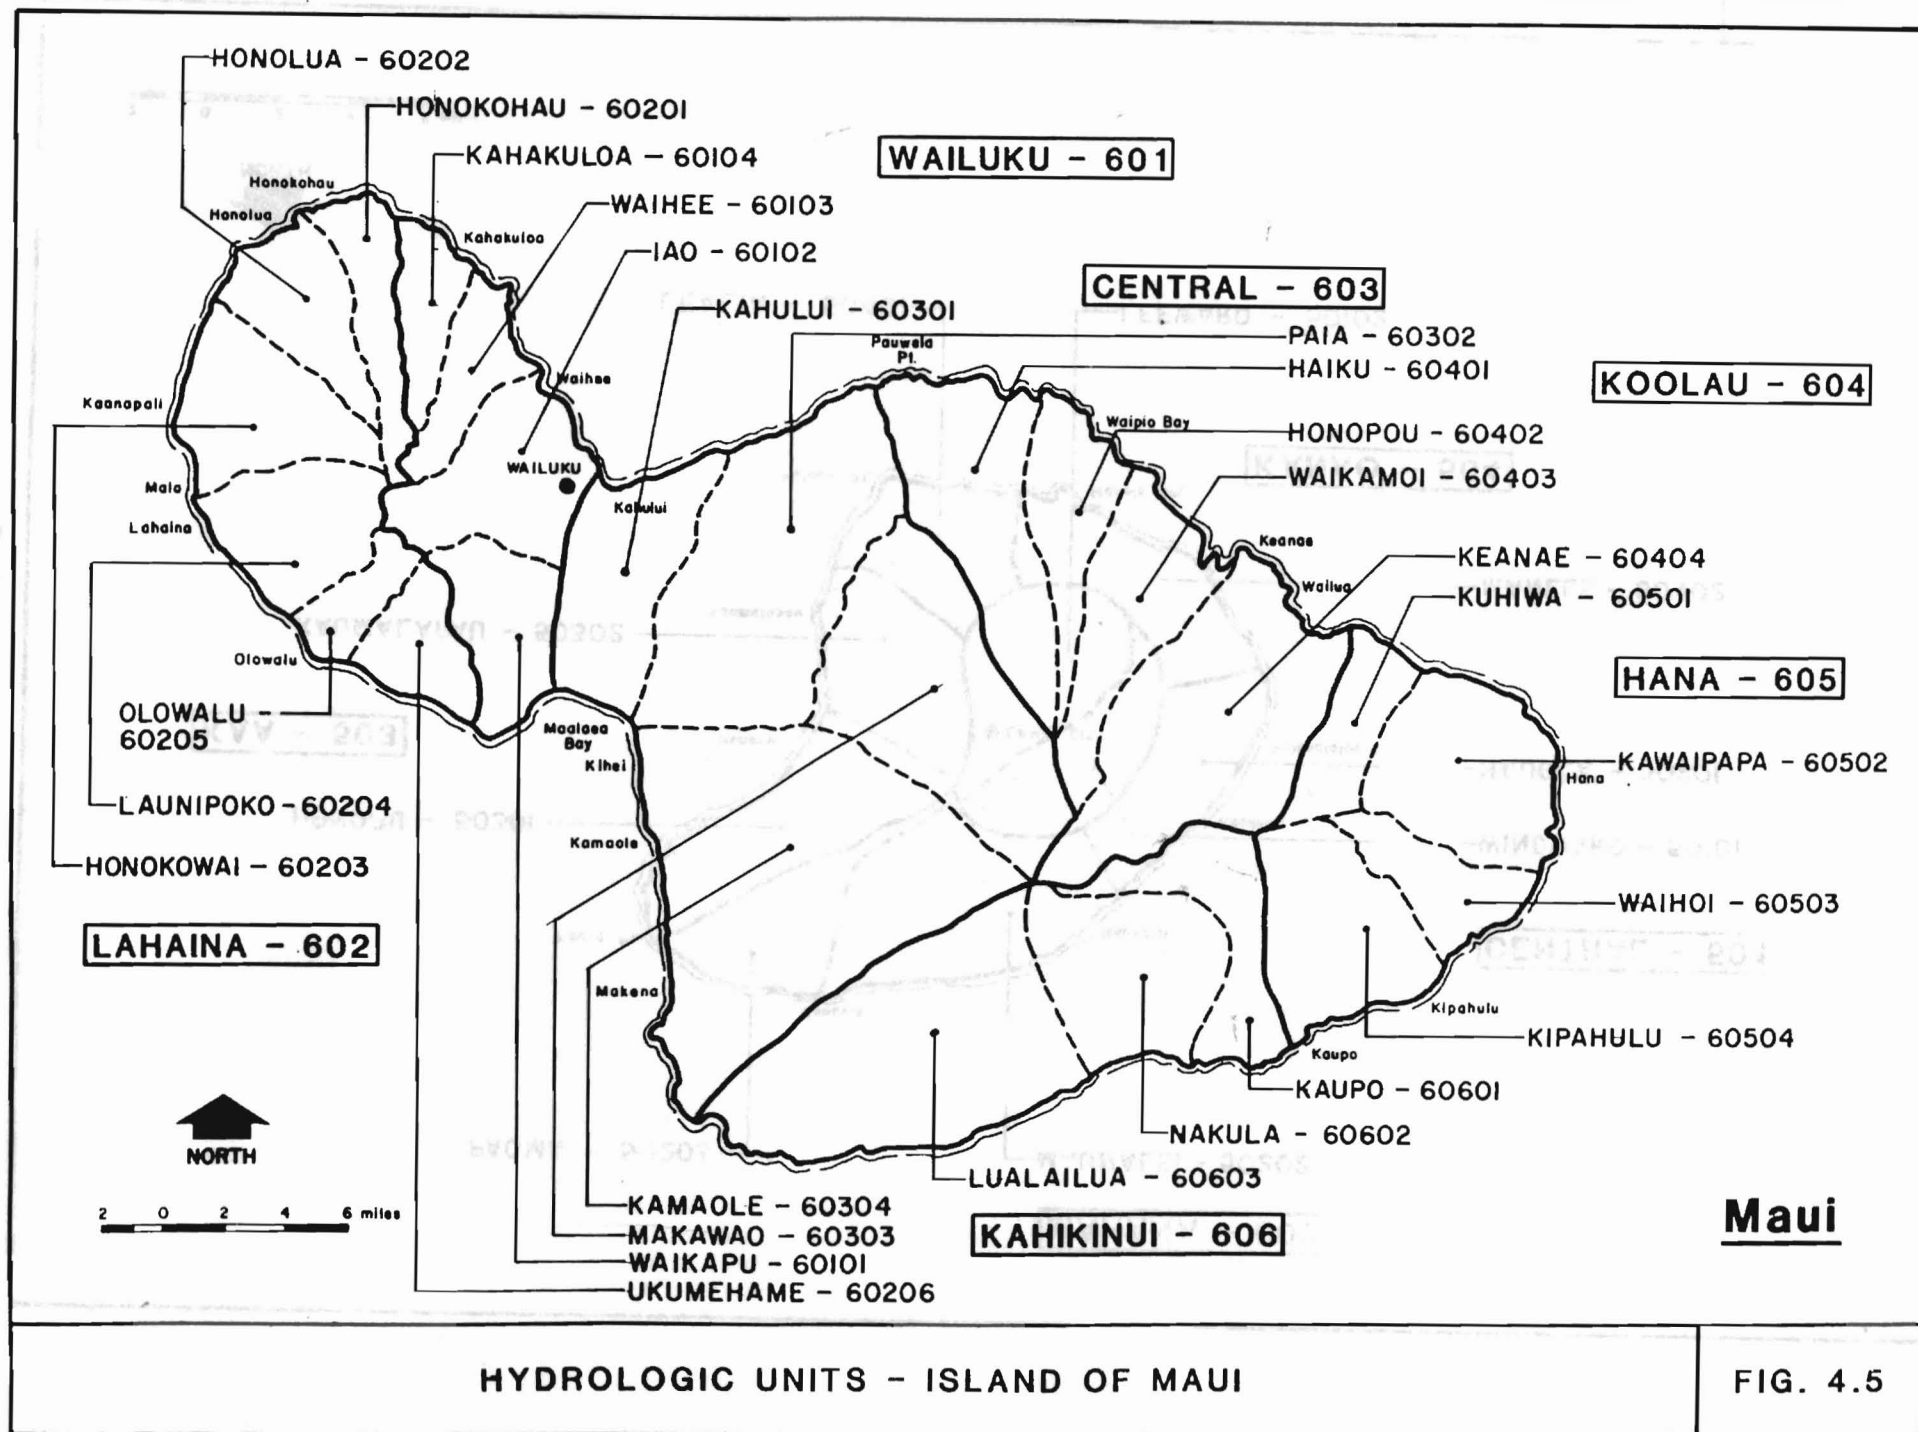 HONOLUA - 60202
HONOKOHAU - 60201
KAHAKULOA - 60104
WAILUKU - 601
WAIHEE - 60103
IAO - 60102
CENTRAL - 603
KAHULUI - 60301
PAIA - 60302
HAIKU - 60401
KOOLAU - 604
HONOPOU - 60402
WAIKAMOI - 60403
KEANAE - 60404
KUHIWA - 60501
HANA - 605
KAWAIPAPA - 60502
WAIHOI - 60503
KIPAHULU - 60504
KAUPO - 60601
NAKULA - 60602
LUALAILUA - 60603
KAHIKINUI - 606
Honokohau
Honolua
Kahakuloa
Waihee
Kaanapali
WAILUKU
Mala
Lahaina
Kahului
Pauwela
Pt.
Waipio Bay
Keanae
Wailua
Hana
Kipahulu
Kaupo
Olowalu
Maalaea
Bay
Kihei
Kamaole
Makena
OLOWALU -
60205
LAUNIPOKO - 60204
HONOKOWAI - 60203
LAHAINA - 602
KAMAOLE - 60304
MAKAWAO - 60303
WAIKAPU - 60101
UKUMEHAME - 60206
NORTH
2 0 2 4 6 miles
Maui
HYDROLOGIC UNITS - ISLAND OF MAUI
FIG. 4.5